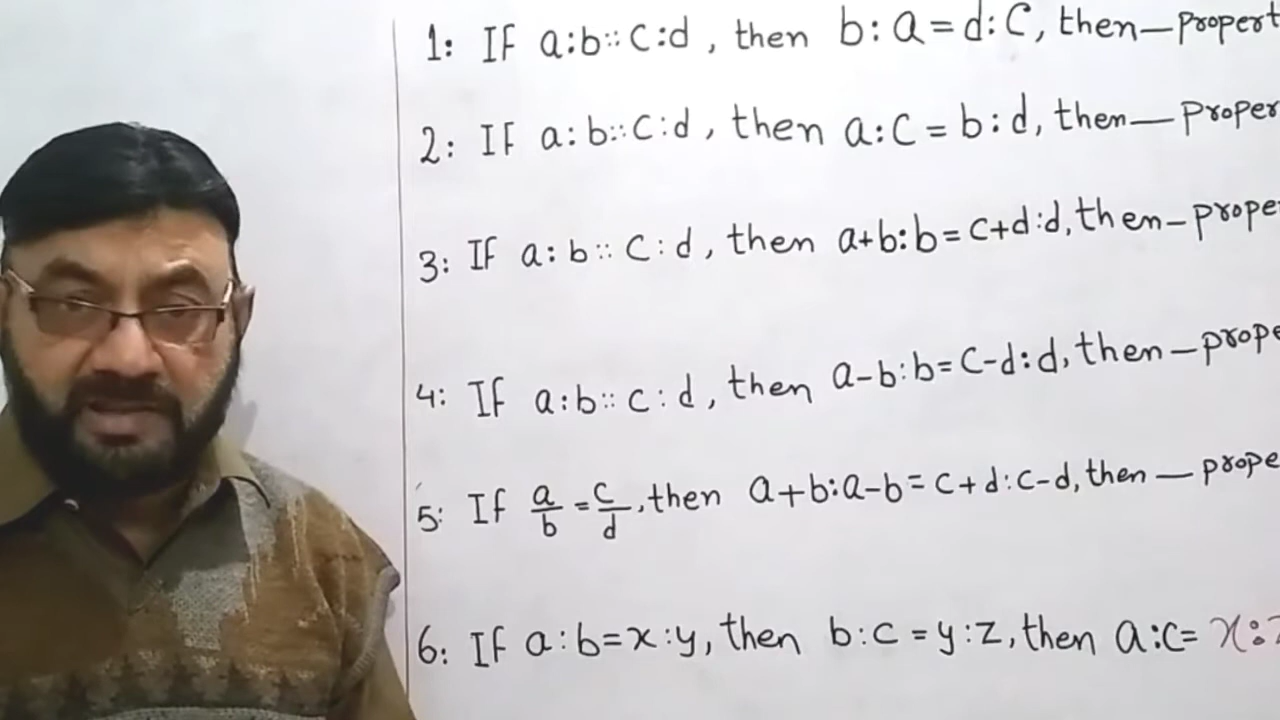 1: If a:b::c:d, then b:a=d:c, then—propert
2: If a:b::c:d, then a:c=b:d, then—proper
3: If a:b::c:d, then a+b:b=c+d:d, then—prope
4: If a:b::c:d, then a-b:b=c-d:d, then—prope
5: If a/b=c/d, then a+b:a-b=c+d:c-d, then—prope
6: If a:b=x:y, then b:c=y:z, then a:c= x:z